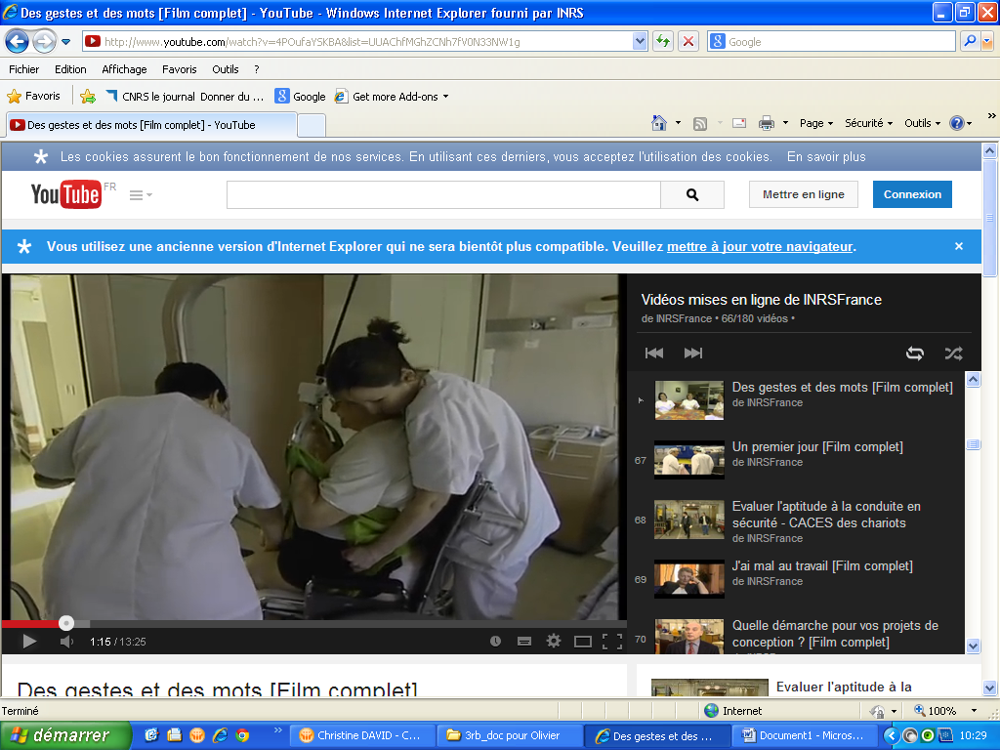 Des gestes et des mots [Film complet] - YouTube - Windows Internet Explorer fourni par INRS
http://www.youtube.com/watch?v=4POufaYSKBA&list=UUAChfMGhZCNh7fV0N33NW1g
Google
Fichier Edition Affichage Favoris Outils ?
Favoris CNRS le journal Donner du ... Google Get more Add-ons
Des gestes et des mots [Film complet] - YouTube
Page Sécurité Outils »
Les cookies assurent le bon fonctionnement de nos services. En utilisant ces derniers, vous acceptez l'utilisation des cookies. En savoir plus
YouTube FR
Mettre en ligne Connexion
Vous utilisez une ancienne version d'Internet Explorer qui ne sera bientôt plus compatible. Veuillez mettre à jour votre navigateur. ×
Vidéos mises en ligne de INRSFrance
de INRSFrance • 66/180 vidéos •
Des gestes et des mots [Film complet]
de INRSFrance
67 Un premier jour [Film complet]
de INRSFrance
68 Evaluer l'aptitude à la conduite en
sécurité - CACES des chariots
de INRSFrance
69 J'ai mal au travail [Film complet]
de INRSFrance
70 Quelle démarche pour vos projets de
conception ? [Film complet]
1:15 / 13:25
Des gestes et des mots [Film complet]
Evaluer l'aptitude à la
Terminé Internet 100%
démarrer » Christine DAVID - C... 3rb_doc pour Olivier Des gestes et des ... Document1 - Micros... 10:29